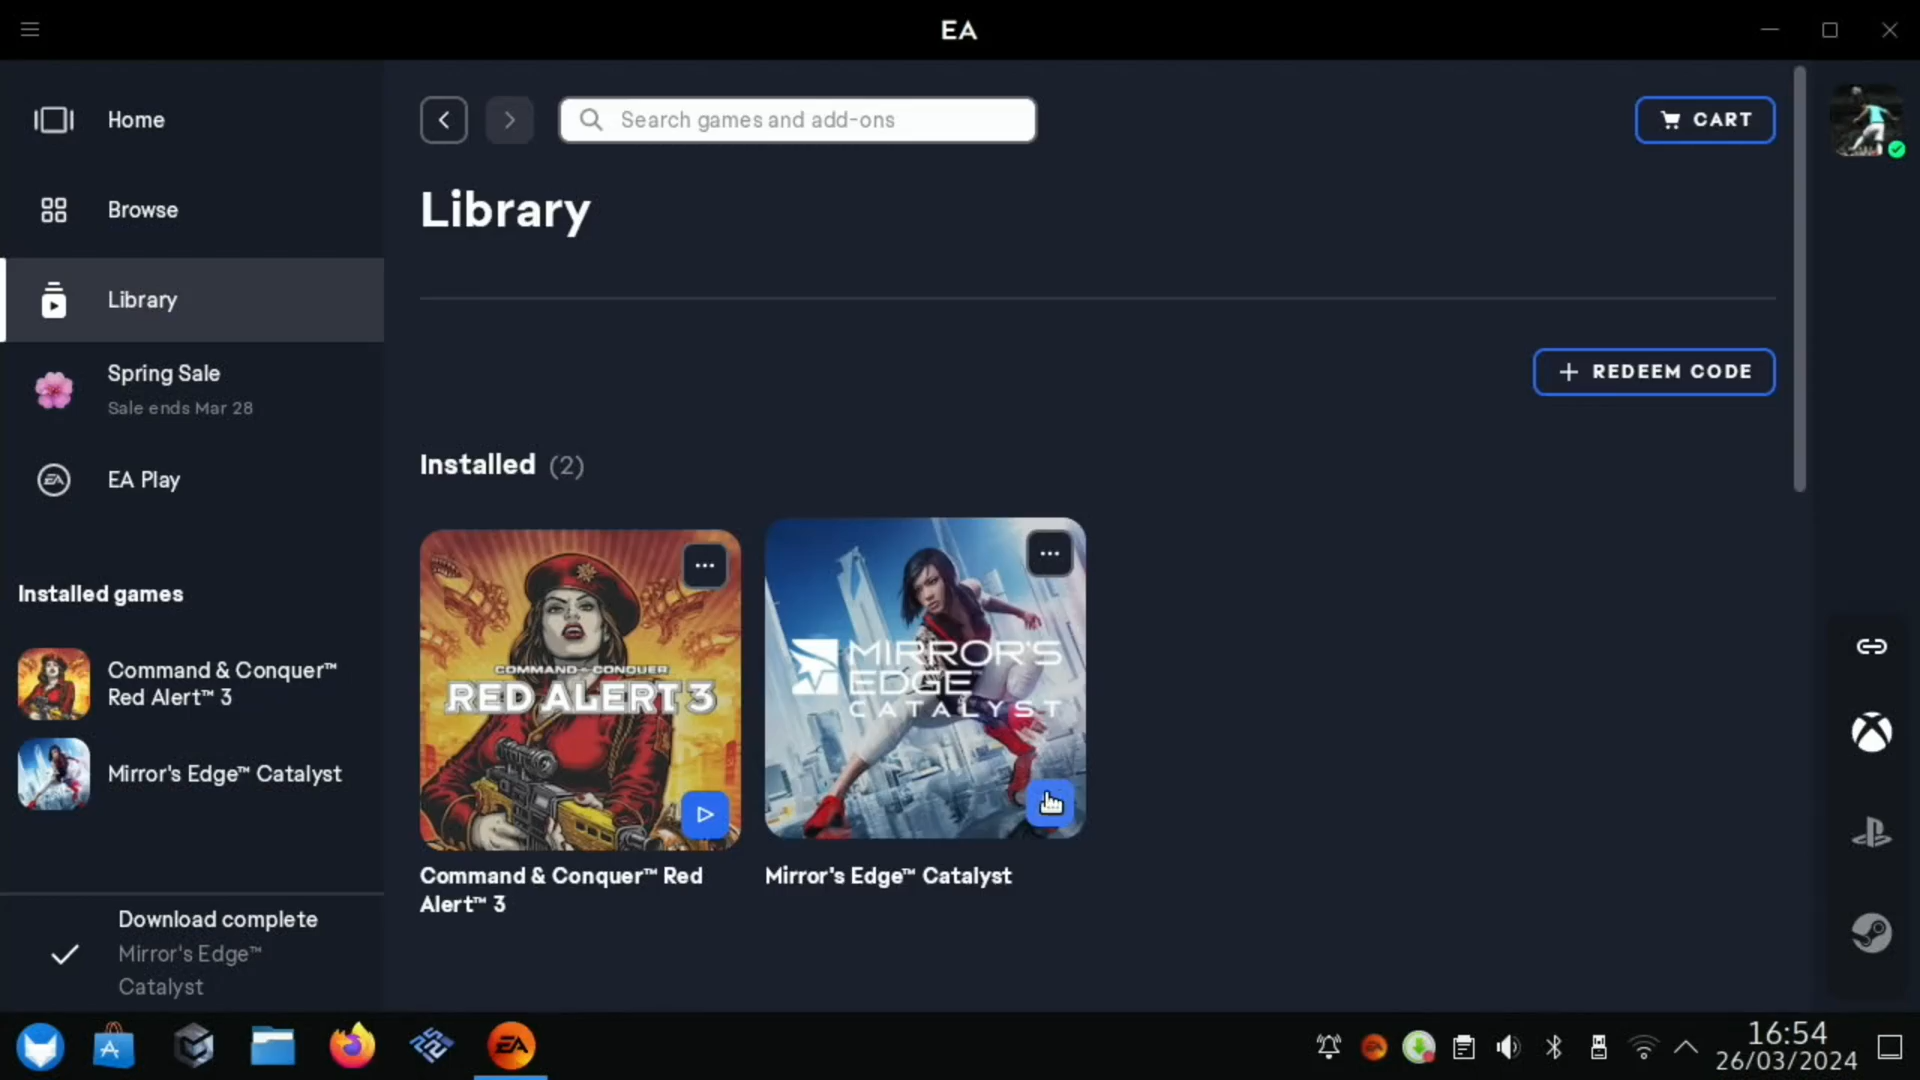 EA
Home
Browse
Library
Spring Sale
Sale ends Mar 28
EA Play
Installed games
Command & Conquer™
Red Alert™ 3
Mirror's Edge™ Catalyst
Download complete
Mirror's Edge™
Catalyst
Search games and add-ons
CART
Library
REDEEM CODE
Installed (2)
COMMAND & CONQUER
RED ALERT 3
MIRROR'S
EDGE™
CATALYST
Command & Conquer™ Red
Alert™ 3
Mirror's Edge™ Catalyst
16:54
26/03/2024